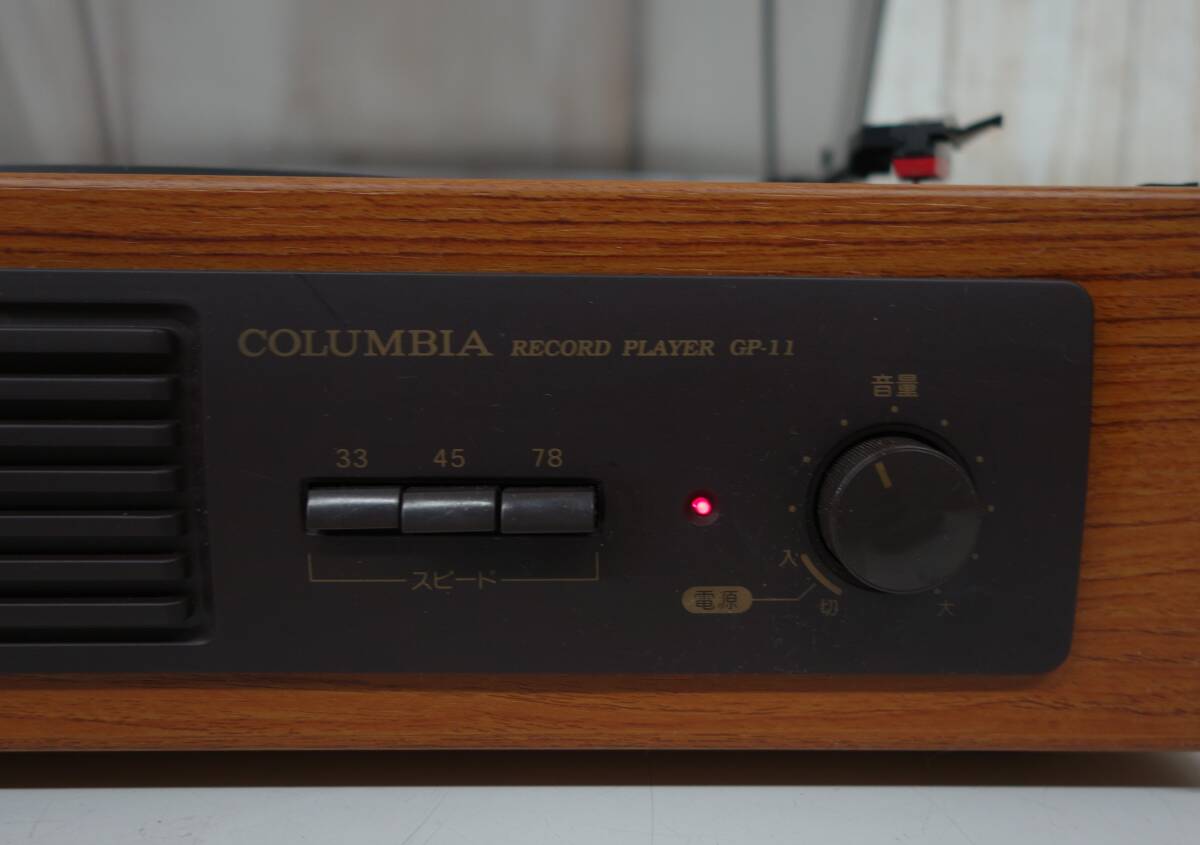 COLUMBIA RECORD PLAYER GP-11
音量
33 45 78
スピード
入
電源
切
大